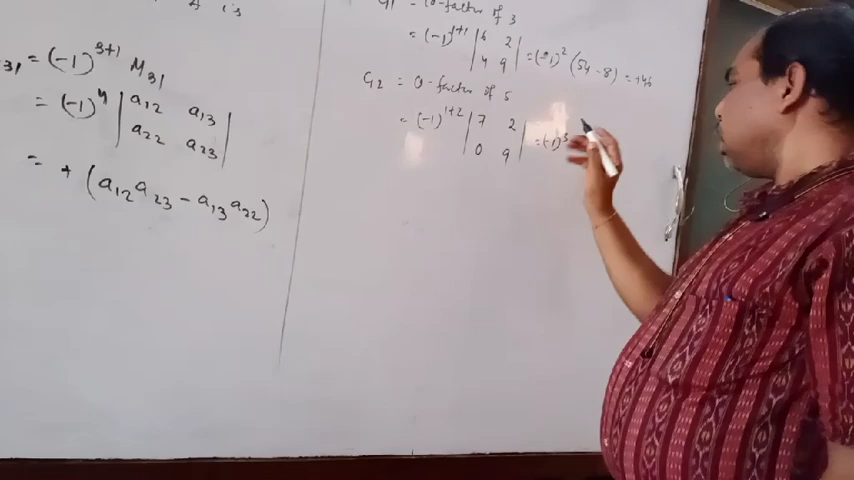 is
31 = (-1)^3+1 M31
= (-1)^4 | a12 a13 |
| a22 a23 |
= + (a12 a23 - a13 a22)
= Co-factor of 3
= (-1)^1+1 | 6 2 | = (-1)^2 (54 - 8) = +46
| 4 9 |
C12 = Co-factor of 5
= (-1)^1+2 | 7 2 | = (-1)^3
| 0 9 |